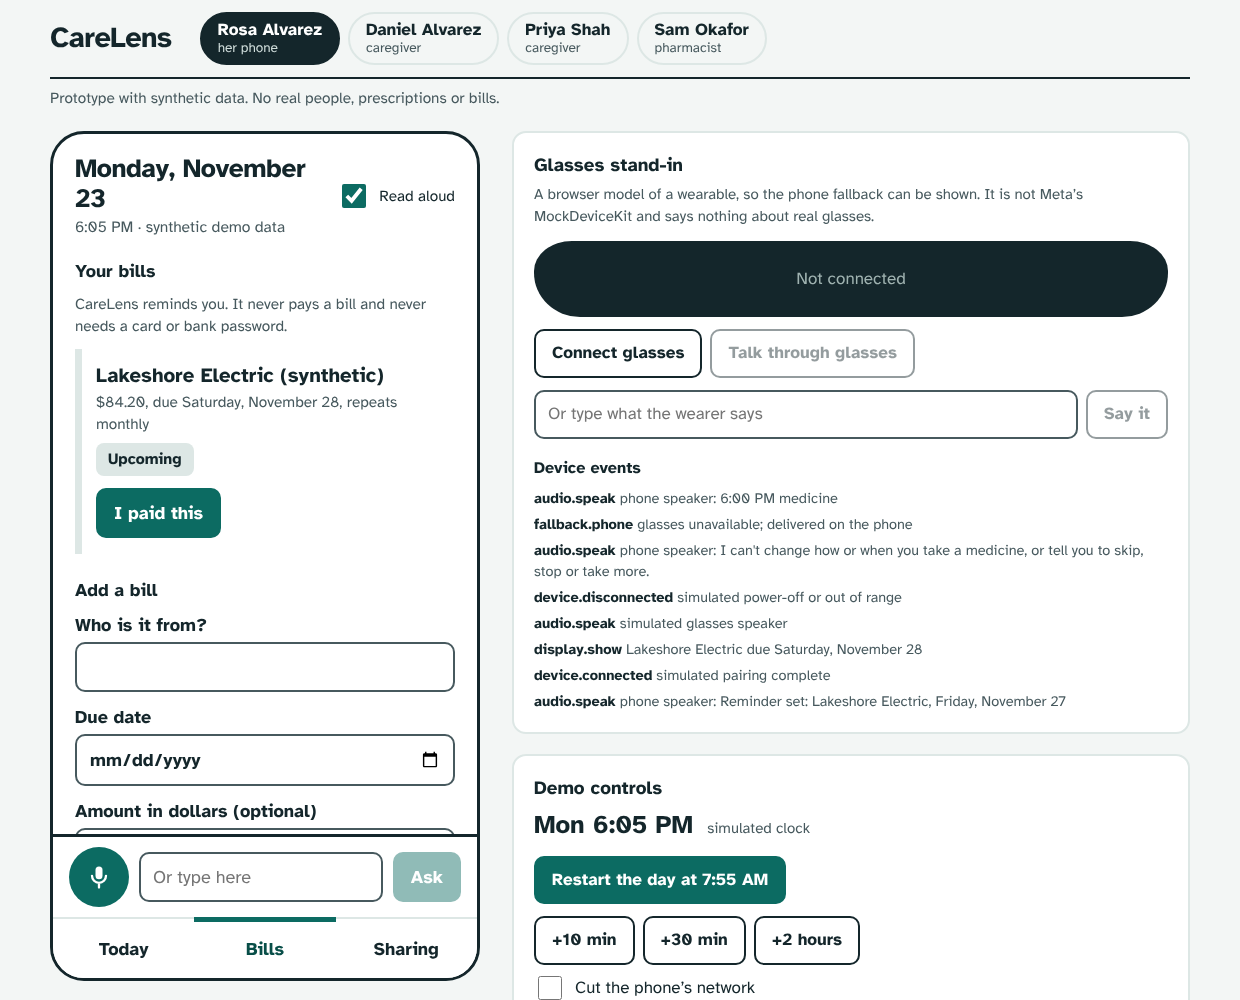 CareLens
Rosa Alvarez
her phone
Daniel Alvarez
caregiver
Priya Shah
caregiver
Sam Okafor
pharmacist
Prototype with synthetic data. No real people, prescriptions or bills.
Monday, November
23
6:05 PM · synthetic demo data
Read aloud
Your bills
CareLens reminds you. It never pays a bill and never
needs a card or bank password.
Lakeshore Electric (synthetic)
$84.20, due Saturday, November 28, repeats
monthly
Upcoming
I paid this
Add a bill
Who is it from?
Due date
mm/dd/yyyy
Amount in dollars (optional)
Or type here
Ask
Today
Bills
Sharing
Glasses stand-in
A browser model of a wearable, so the phone fallback can be shown. It is not Meta's
MockDeviceKit and says nothing about real glasses.
Not connected
Connect glasses
Talk through glasses
Or type what the wearer says
Say it
Device events
audio.speak phone speaker: 6:00 PM medicine
fallback.phone glasses unavailable; delivered on the phone
audio.speak phone speaker: I can't change how or when you take a medicine, or tell you to skip,
stop or take more.
device.disconnected simulated power-off or out of range
audio.speak simulated glasses speaker
display.show Lakeshore Electric due Saturday, November 28
device.connected simulated pairing complete
audio.speak phone speaker: Reminder set: Lakeshore Electric, Friday, November 27
Demo controls
Mon 6:05 PM simulated clock
Restart the day at 7:55 AM
+10 min
+30 min
+2 hours
Cut the phone's network